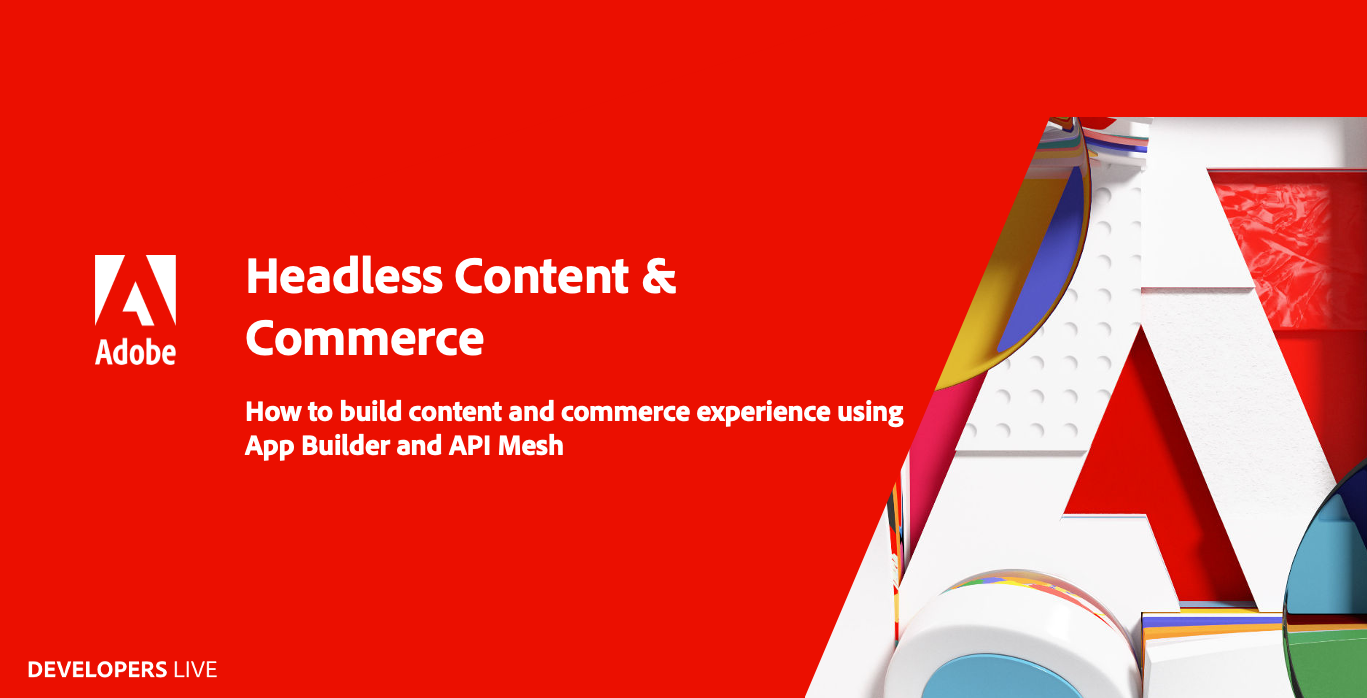 Adobe
Headless Content &
Commerce
How to build content and commerce experience using
App Builder and API Mesh
DEVELOPERS LIVE